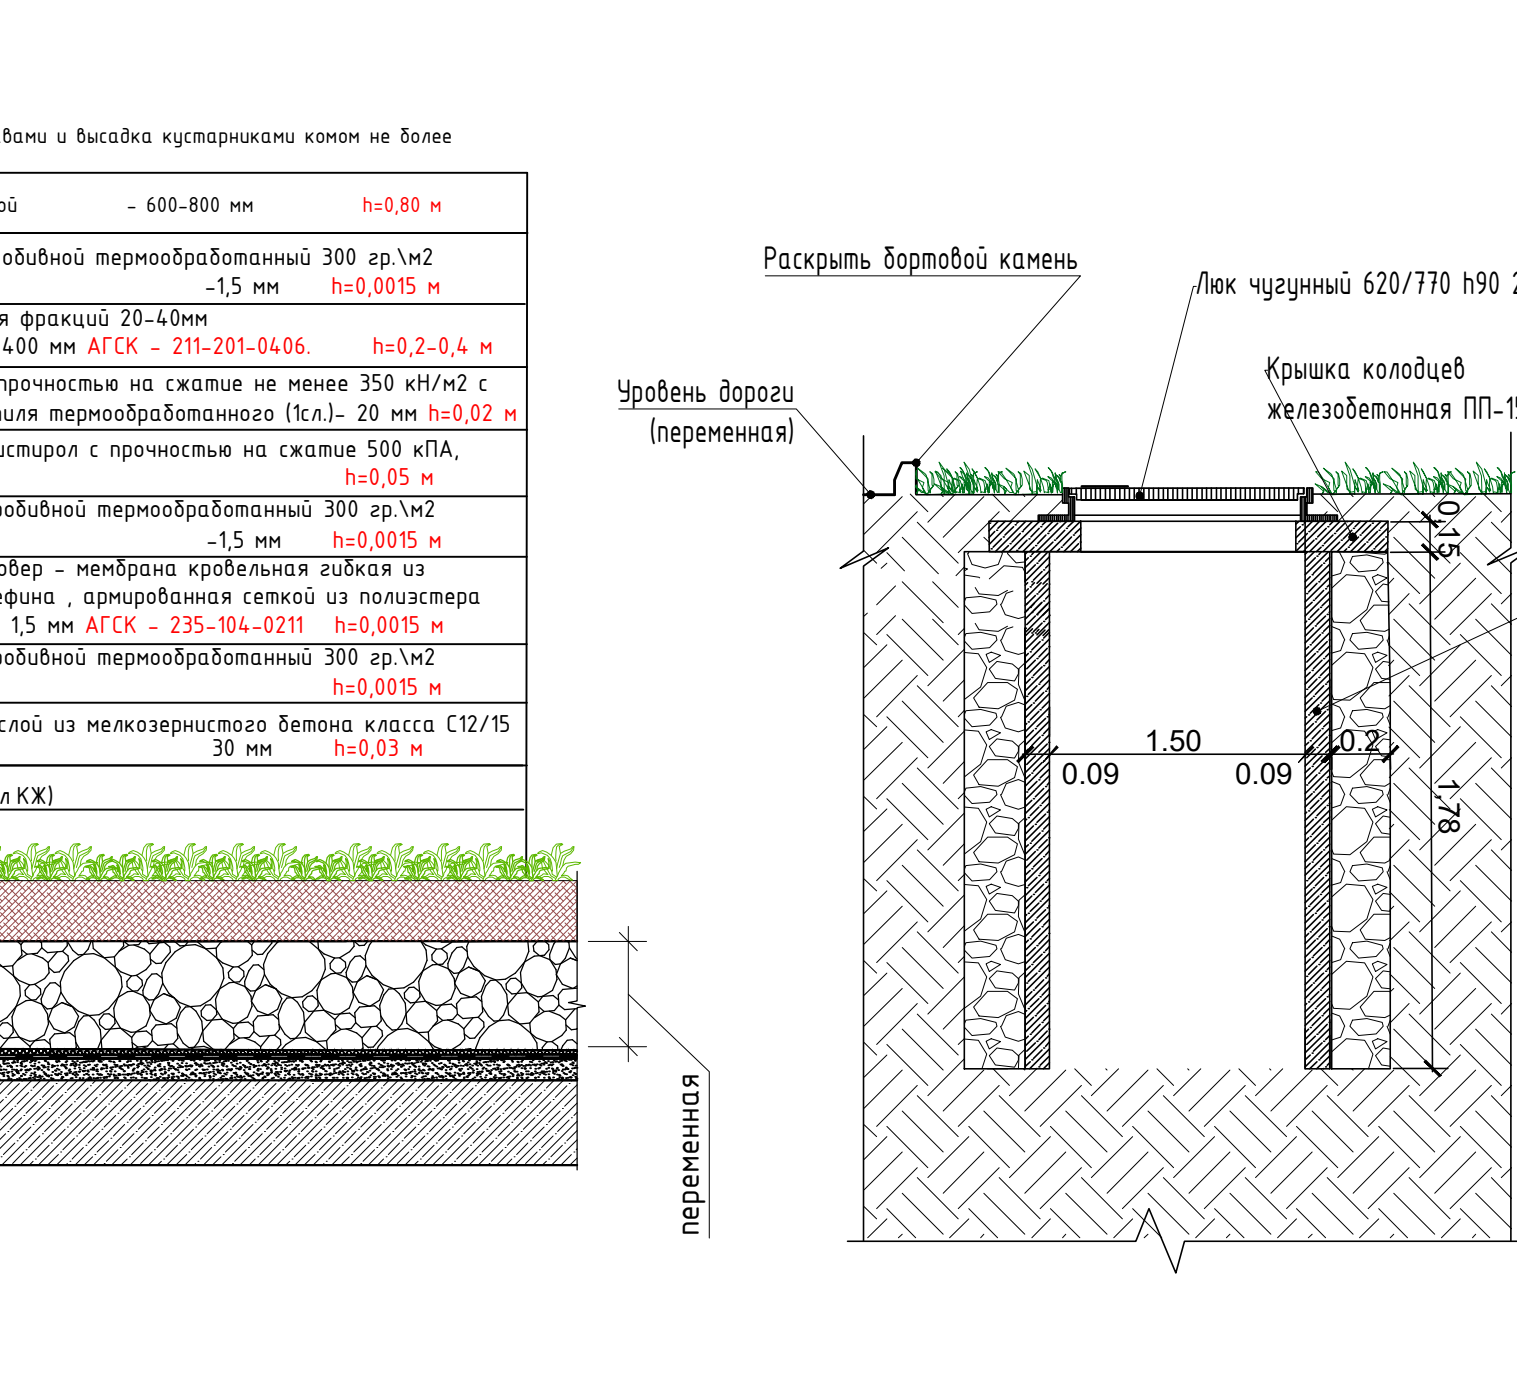 вами и высадка кустарниками комом не более
ой - 600-800 мм h=0,80 м
обивной термообработанный 300 гр.\м2
-1,5 мм h=0,0015 м
я фракций 20-40мм
400 мм АГСК - 211-201-0406. h=0,2-0,4 м
прочностью на сжатие не менее 350 кН/м2 с
тиля термообработанного (1сл.)- 20 мм h=0,02 м
истирол с прочностью на сжатие 500 кПА,
h=0,05 м
робивной термообработанный 300 гр.\м2
-1,5 мм h=0,0015 м
овер - мембрана кровельная гибкая из
ефина , армированная сеткой из полиэстера
1,5 мм АГСК - 235-104-0211 h=0,0015 м
робивной термообработанный 300 гр.\м2
h=0,0015 м
слой из мелкозернистого бетона класса С12/15
30 мм h=0,03 м
л КЖ)
переменная
Раскрыть бортовой камень
Люк чугунный 620/770 h90 2
Уровень дороги
(переменная)
Крышка колодцев
железобетонная ПП-15
0,15
1.50
0.2
0.09
0.09
1,78